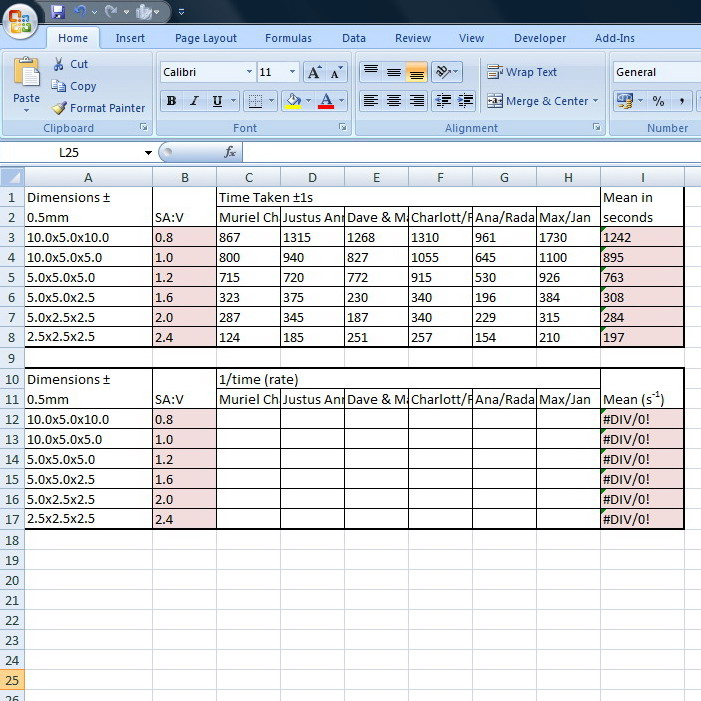 Home Insert Page Layout Formulas Data Review View Developer Add-Ins
Paste
Cut
Copy
Format Painter
Calibri 11
B I U
Wrap Text
Merge & Center
General
%
Clipboard Font Alignment Number
L25 fx
A B C D E F G H I
1 Dimensions ± Time Taken ±1s Mean in
2 0.5mm SA:V Muriel Ch Justus Ann Dave & Ma Charlott/F Ana/Rada Max/Jan seconds
3 10.0x5.0x10.0 0.8 867 1315 1268 1310 961 1730 1242
4 10.0x5.0x5.0 1.0 800 940 827 1055 645 1100 895
5 5.0x5.0x5.0 1.2 715 720 772 915 530 926 763
6 5.0x5.0x2.5 1.6 323 375 230 340 196 384 308
7 5.0x2.5x2.5 2.0 287 345 187 340 229 315 284
8 2.5x2.5x2.5 2.4 124 185 251 257 154 210 197
9
10 Dimensions ± 1/time (rate)
11 0.5mm SA:V Muriel Ch Justus Ann Dave & Ma Charlott/F Ana/Rada Max/Jan Mean (s⁻¹)
12 10.0x5.0x10.0 0.8 #DIV/0!
13 10.0x5.0x5.0 1.0 #DIV/0!
14 5.0x5.0x5.0 1.2 #DIV/0!
15 5.0x5.0x2.5 1.6 #DIV/0!
16 5.0x2.5x2.5 2.0 #DIV/0!
17 2.5x2.5x2.5 2.4 #DIV/0!
18
19
20
21
22
23
24
25
26